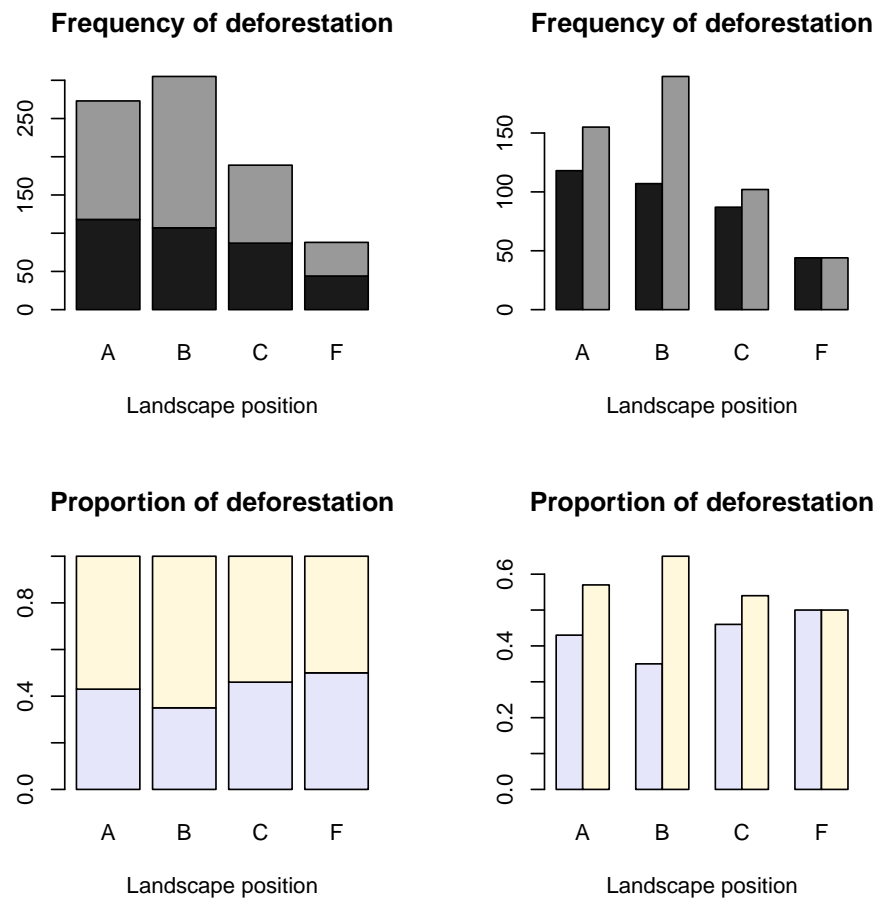 Frequency of deforestation
0 50 150 250
A B C F
Landscape position
Frequency of deforestation
0 50 100 150
A B C F
Landscape position
Proportion of deforestation
0.0 0.4 0.8
A B C F
Landscape position
Proportion of deforestation
0.0 0.2 0.4 0.6
A B C F
Landscape position